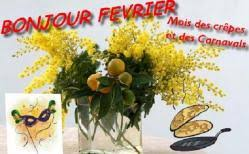 BONJOUR FEVRIER
Mois des crêpes
et des Carnavals